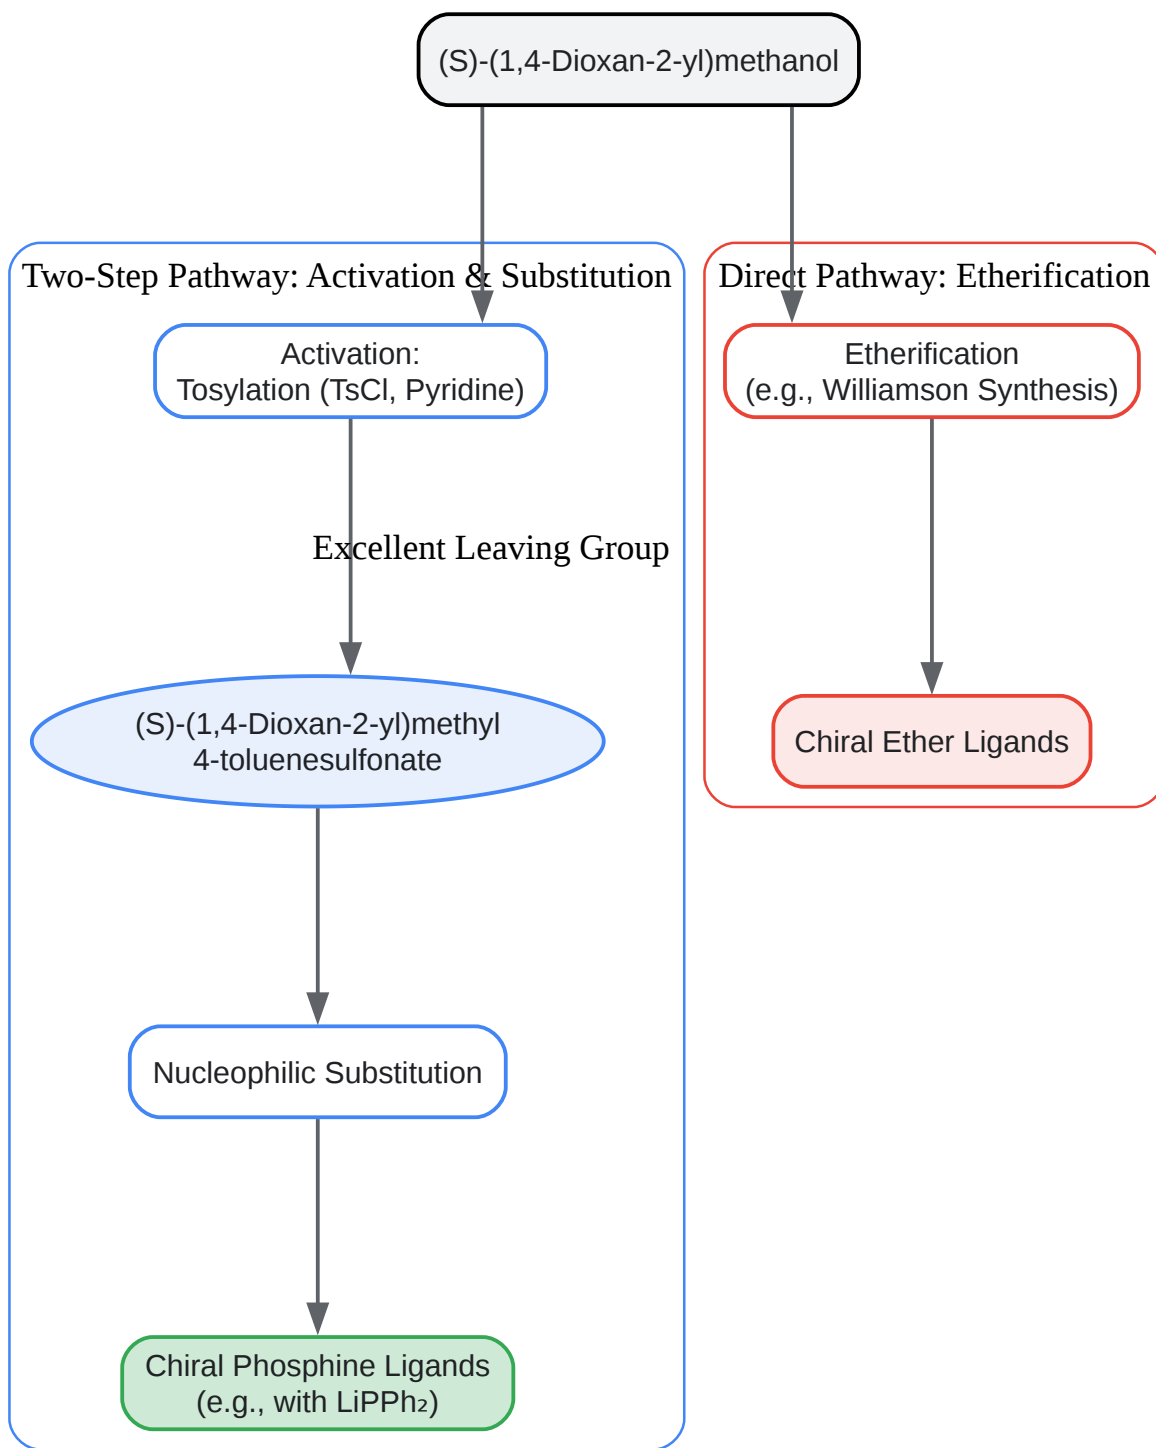 (S)-(1,4-Dioxan-2-yl)methanol
Two-Step Pathway: Activation & Substitution
Activation:
Tosylation (TsCl, Pyridine)
Excellent Leaving Group
(S)-(1,4-Dioxan-2-yl)methyl
4-toluenesulfonate
Nucleophilic Substitution
Chiral Phosphine Ligands
(e.g., with LiPPh₂)
Direct Pathway: Etherification
Etherification
(e.g., Williamson Synthesis)
Chiral Ether Ligands